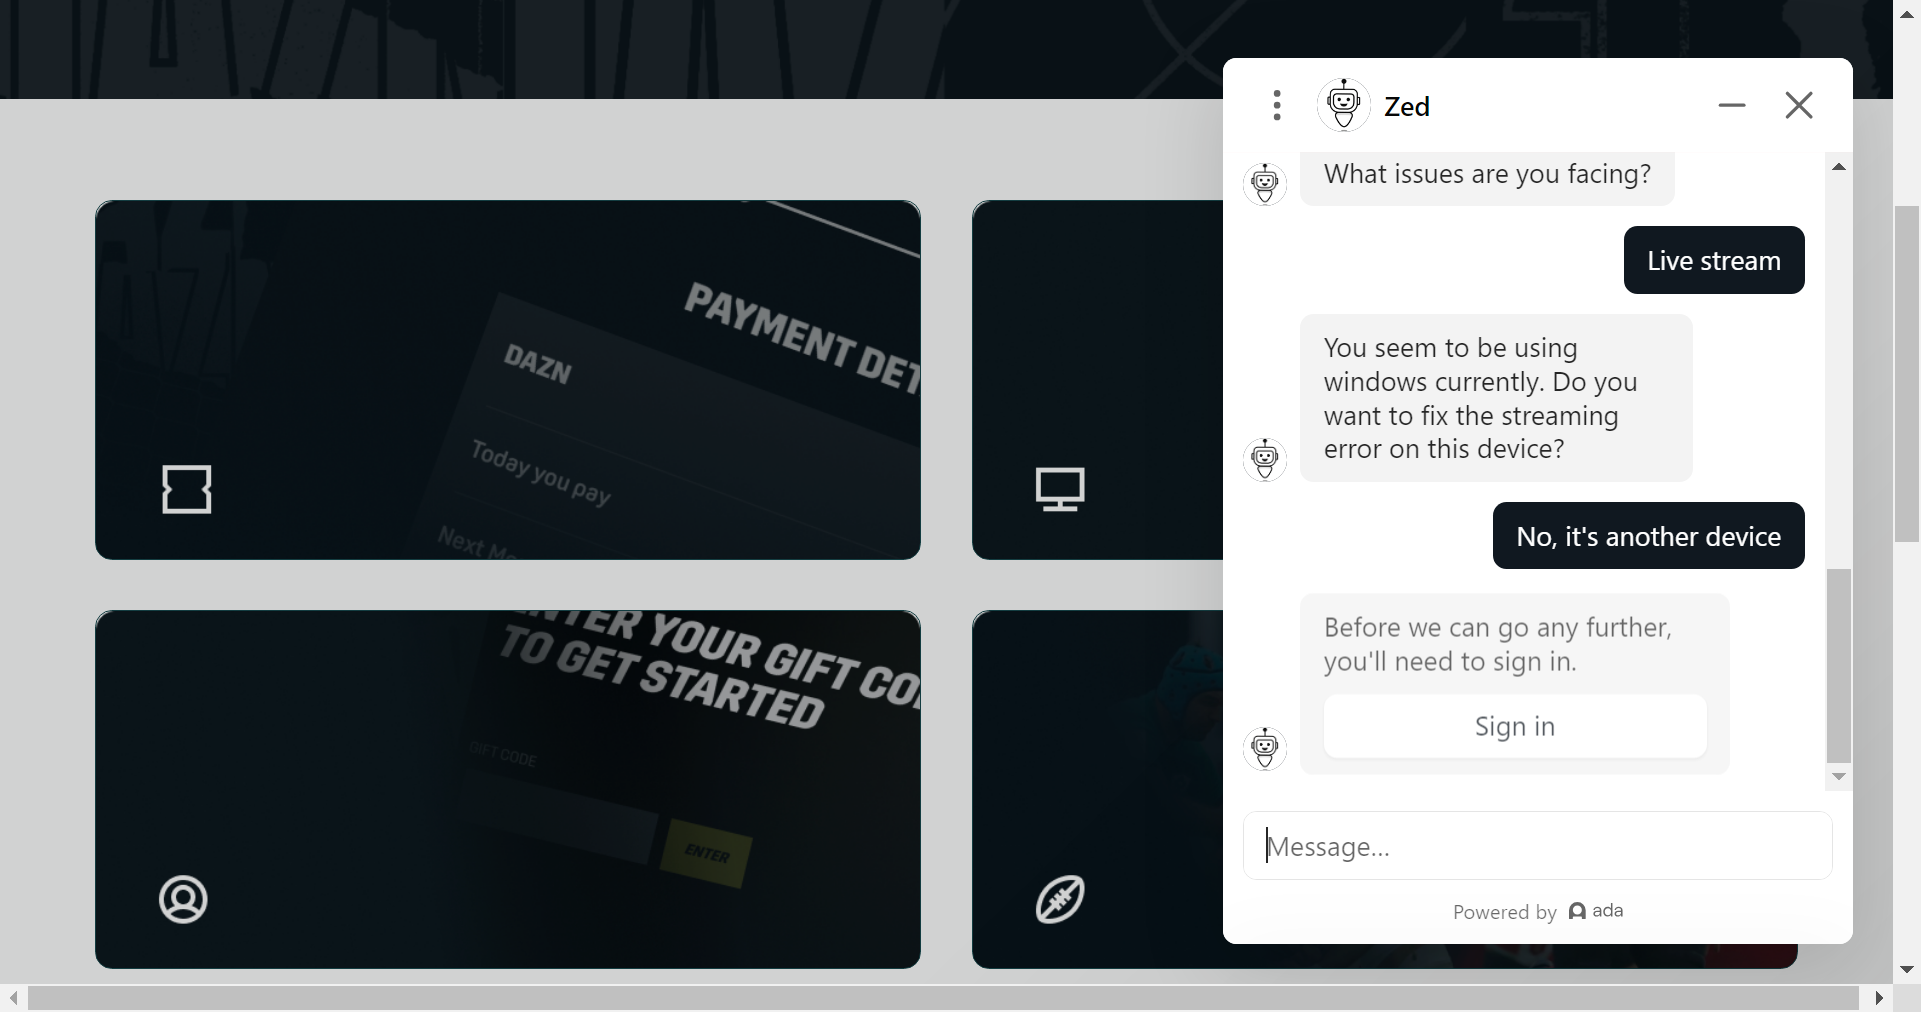 PAYMENT DET
DAZN
Today you pay
Next Mo
ENTER YOUR GIFT CO
TO GET STARTED
GIFT CODE
ENTER
Zed
What issues are you facing?
Live stream
You seem to be using
windows currently. Do you
want to fix the streaming
error on this device?
No, it's another device
Before we can go any further,
you'll need to sign in.
Sign in
Message...
Powered by ada